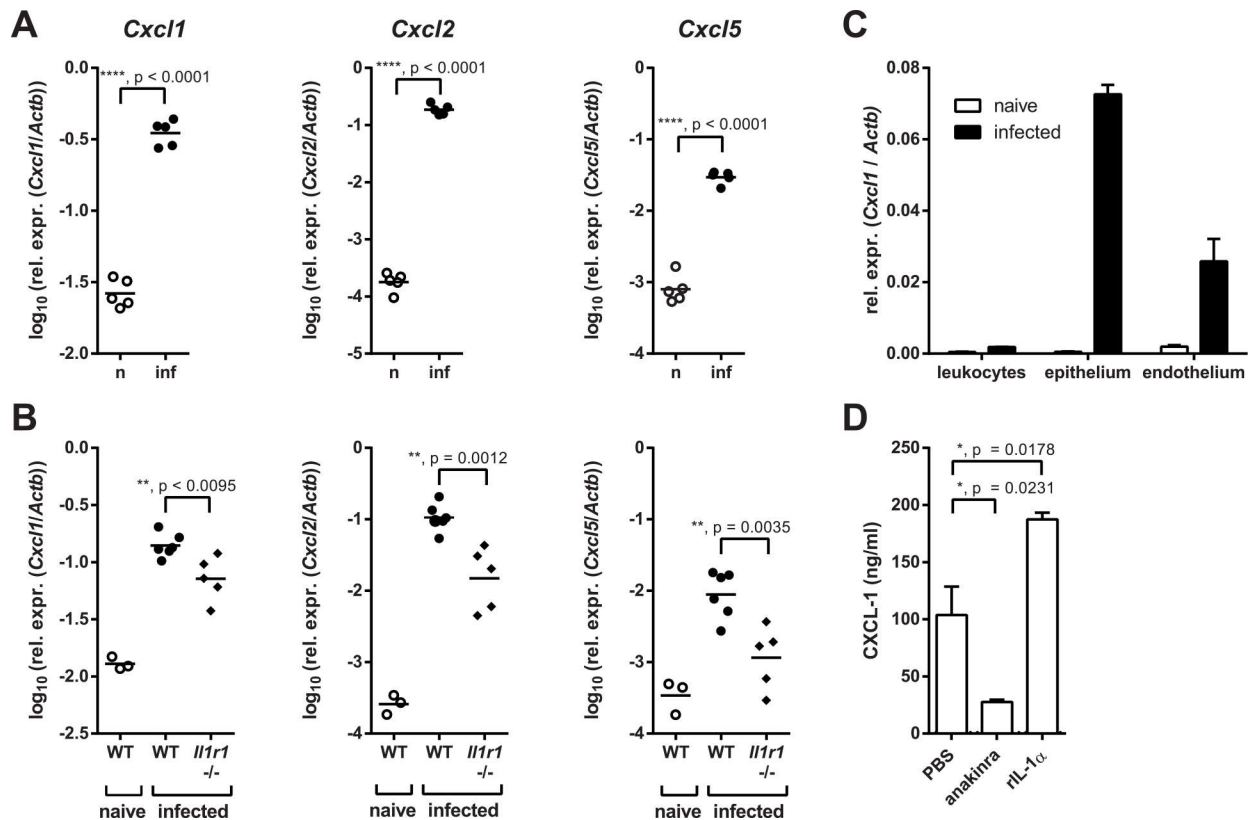 A
Cxcl1
log10 (rel. expr. (Cxcl1/Actb))
0.0
-0.5
-1.0
-1.5
-2.0
****, p < 0.0001
n inf
Cxcl2
log10 (rel. expr. (Cxcl2/Actb))
0
-1
-2
-3
-4
-5
****, p < 0.0001
n inf
Cxcl5
log10 (rel. expr. (Cxcl5/Actb))
0
-1
-2
-3
-4
****, p < 0.0001
n inf
B
log10 (rel. expr. (Cxcl1/Actb))
0.0
-0.5
-1.0
-1.5
-2.0
-2.5
**, p < 0.0095
WT WT Il1r1
-/-
naive infected
log10 (rel. expr. (Cxcl2/Actb))
0
-1
-2
-3
-4
**, p = 0.0012
WT WT Il1r1
-/-
naive infected
log10 (rel. expr. (Cxcl5/Actb))
0
-1
-2
-3
-4
**, p = 0.0035
WT WT Il1r1
-/-
naive infected
C
rel. expr. (Cxcl1 / Actb)
0.08
0.06
0.04
0.02
0.00
naive
infected
leukocytes epithelium endothelium
D
CXCL-1 (ng/ml)
250
200
150
100
50
0
*, p = 0.0178
*, p = 0.0231
PBS
anakinra
rIL-1α